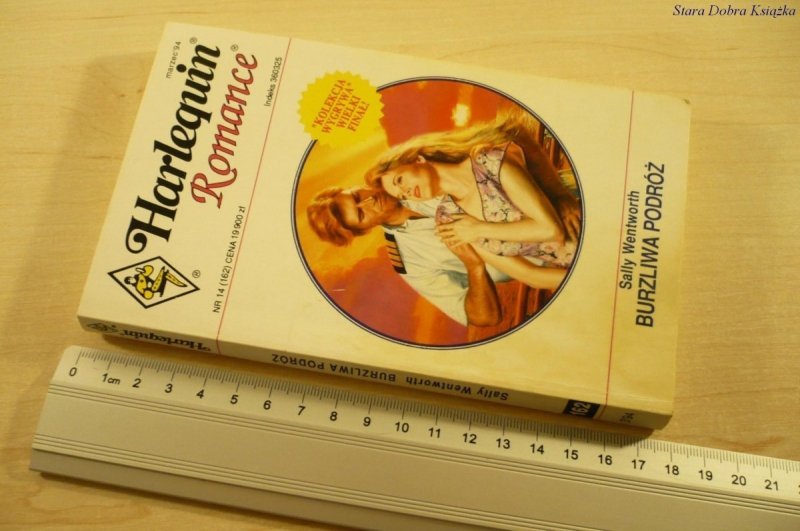 Stara Dobra Książka
marzec'94
Harlequin®
Romance®
Indeks 360325
®
NR 14 (162) CENA 19 900 zł
"KOLEKCJA
WYGRYWA"
WIELKI
FINAŁ!
Sally Wentworth
BURZLIWA PODRÓŻ
Harlequin
Sally Wentworth BURZLIWA PODRÓŻ
162
0 1cm 2 3 4 5 6 7 8 9 10 11 12 13 14 15 16 17 18 19 20 21